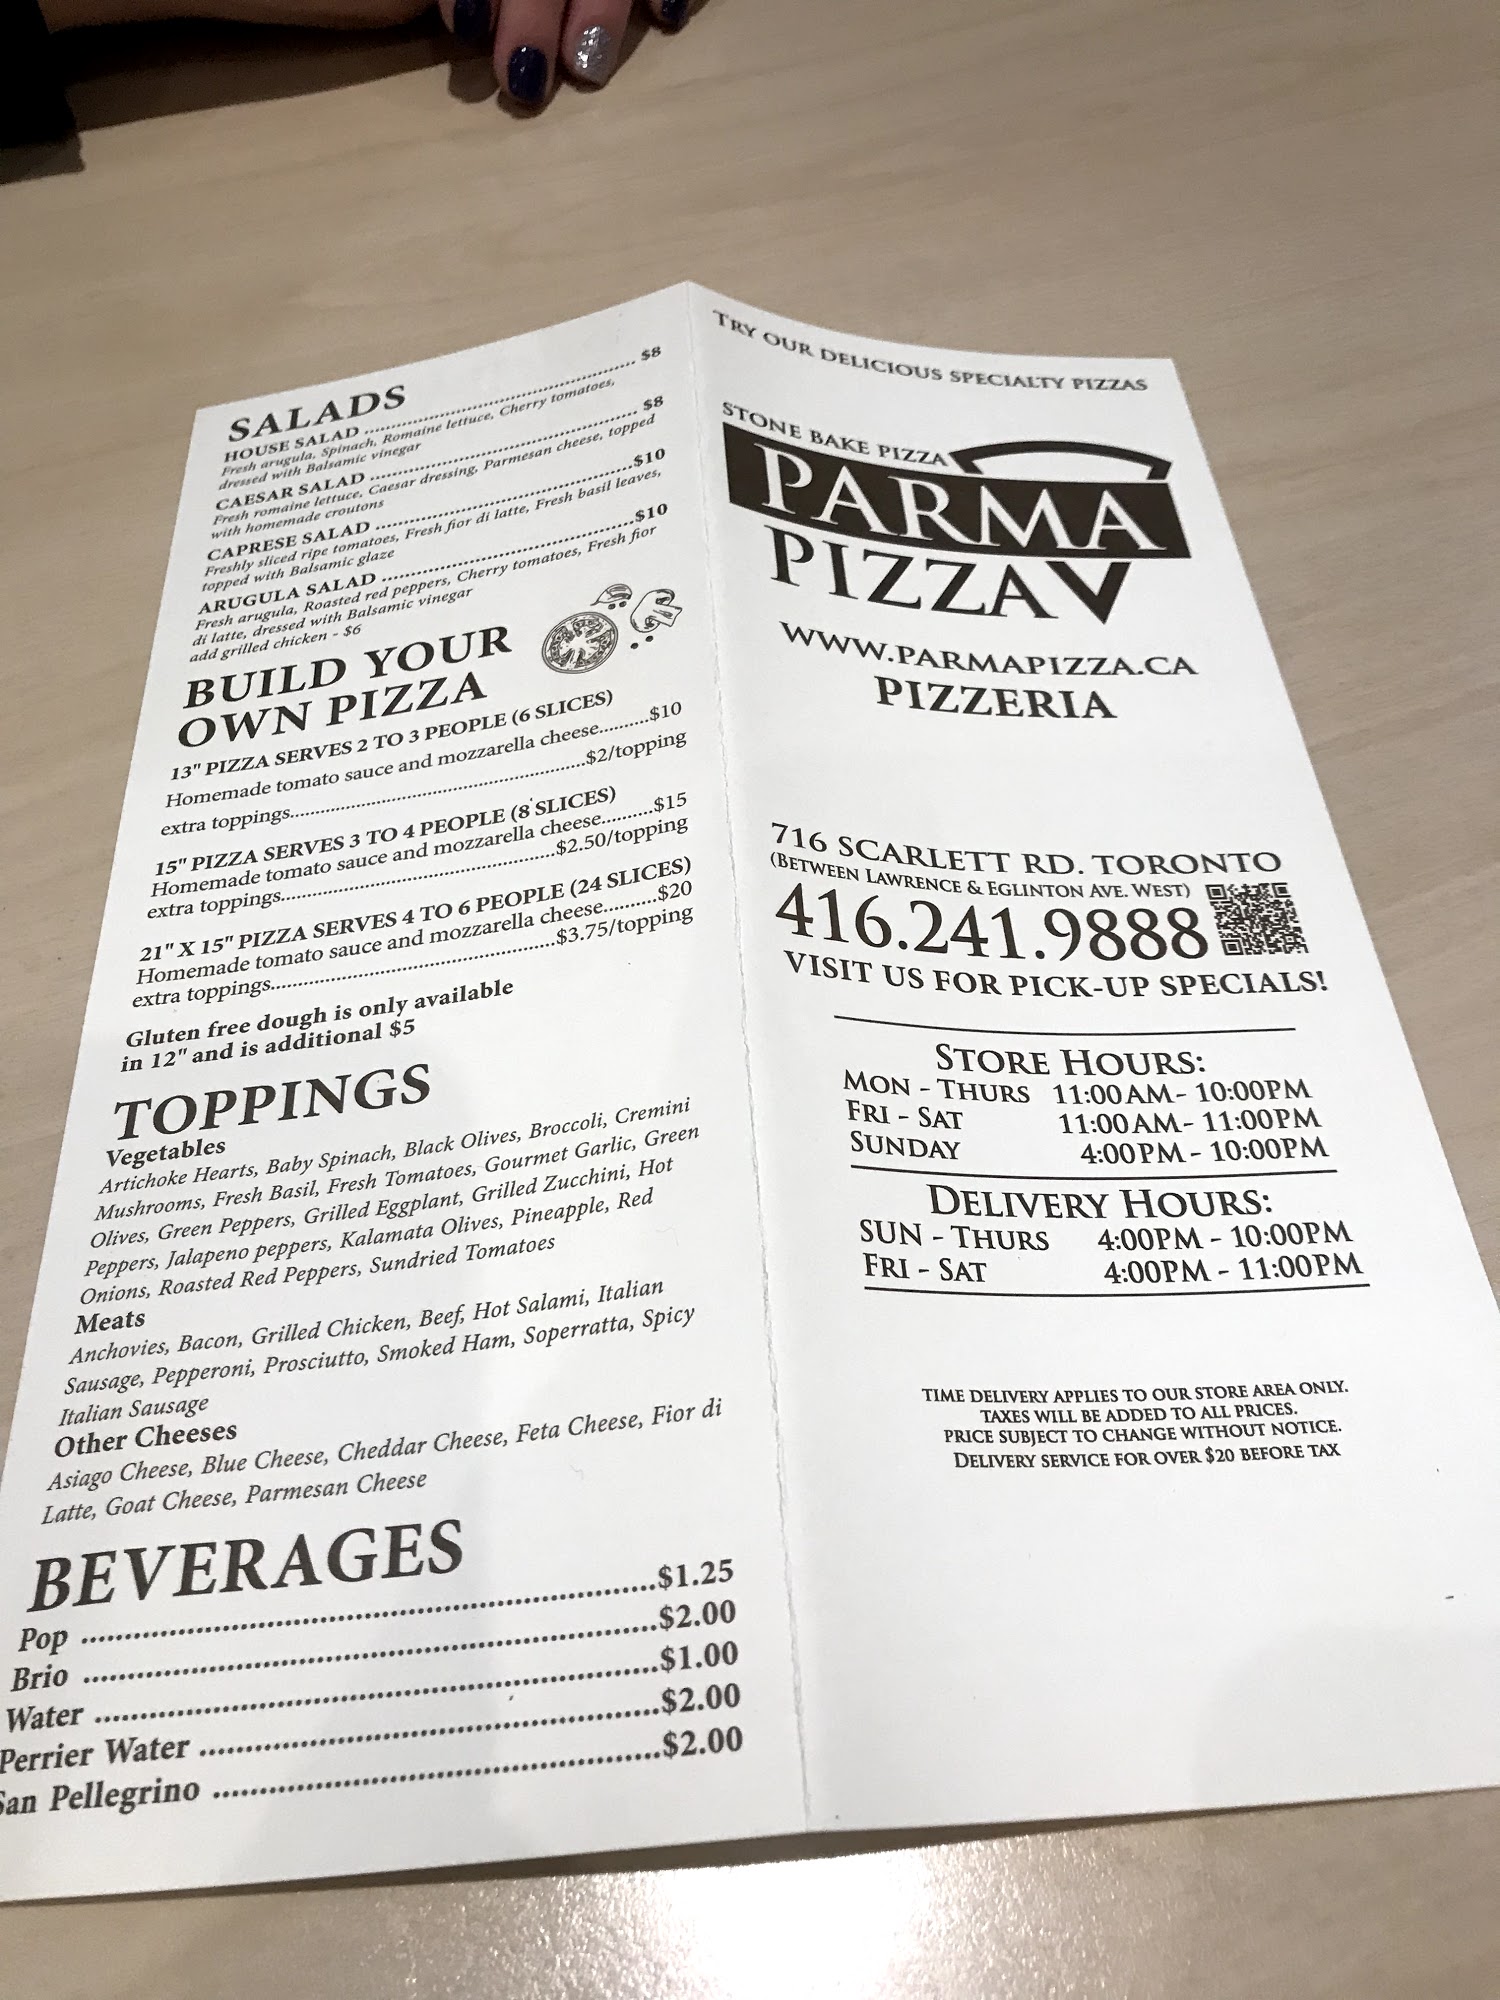 SALADS
HOUSE SALAD ........................................ $8
Fresh arugula, Spinach, Romaine lettuce, Cherry tomatoes,
dressed with Balsamic vinegar
CAESAR SALAD ........................................ $8
Fresh romaine lettuce, Caesar dressing, Parmesan cheese, topped
with homemade croutons
CAPRESE SALAD ........................................$10
Freshly sliced ripe tomatoes, Fresh fior di latte, Fresh basil leaves,
topped with Balsamic glaze
ARUGULA SALAD ........................................$10
Fresh arugula, Roasted red peppers, Cherry tomatoes, Fresh fior
di latte, dressed with Balsamic vinegar
add grilled chicken - $6
BUILD YOUR
OWN PIZZA
13" PIZZA SERVES 2 TO 3 PEOPLE (6 SLICES)
Homemade tomato sauce and mozzarella cheese..........$10
extra toppings........................................$2/topping
15" PIZZA SERVES 3 TO 4 PEOPLE (8 SLICES)
Homemade tomato sauce and mozzarella cheese..........$15
extra toppings........................................$2.50/topping
21" X 15" PIZZA SERVES 4 TO 6 PEOPLE (24 SLICES)
Homemade tomato sauce and mozzarella cheese..........$20
extra toppings........................................$3.75/topping
Gluten free dough is only available
in 12" and is additional $5
TOPPINGS
Vegetables
Artichoke Hearts, Baby Spinach, Black Olives, Broccoli, Cremini
Mushrooms, Fresh Basil, Fresh Tomatoes, Gourmet Garlic, Green
Olives, Green Peppers, Grilled Eggplant, Grilled Zucchini, Hot
Peppers, Jalapeno peppers, Kalamata Olives, Pineapple, Red
Onions, Roasted Red Peppers, Sundried Tomatoes
Meats
Anchovies, Bacon, Grilled Chicken, Beef, Hot Salami, Italian
Sausage, Pepperoni, Prosciutto, Smoked Ham, Soperratta, Spicy
Italian Sausage
Other Cheeses
Asiago Cheese, Blue Cheese, Cheddar Cheese, Feta Cheese, Fior di
Latte, Goat Cheese, Parmesan Cheese
BEVERAGES
Pop ........................................$1.25
Brio ........................................$2.00
Water ........................................$1.00
Perrier Water ........................................$2.00
San Pellegrino ........................................$2.00
TRY OUR DELICIOUS SPECIALTY PIZZAS
STONE BAKE PIZZA
PARMA
PIZZA
WWW.PARMAPIZZA.CA
PIZZERIA
716 SCARLETT RD. TORONTO
(BETWEEN LAWRENCE & EGLINTON AVE. WEST)
416.241.9888
VISIT US FOR PICK-UP SPECIALS!
STORE HOURS:
MON - THURS 11:00AM - 10:00PM
FRI - SAT 11:00AM - 11:00PM
SUNDAY 4:00PM - 10:00PM
DELIVERY HOURS:
SUN - THURS 4:00PM - 10:00PM
FRI - SAT 4:00PM - 11:00PM
TIME DELIVERY APPLIES TO OUR STORE AREA ONLY.
TAXES WILL BE ADDED TO ALL PRICES.
PRICE SUBJECT TO CHANGE WITHOUT NOTICE.
DELIVERY SERVICE FOR OVER $20 BEFORE TAX